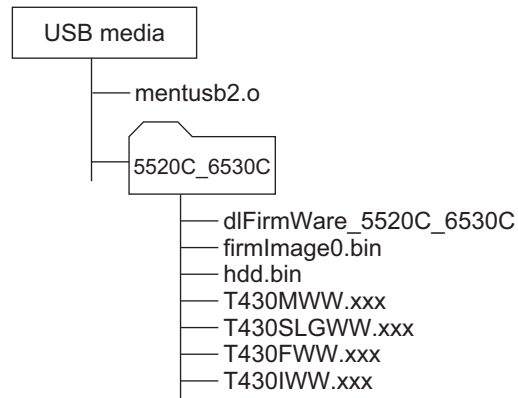 USB media
mentusb2.o
5520C_6530C
dlFirmWare_5520C_6530C
firmImage0.bin
hdd.bin
T430MWW.xxx
T430SLGWW.xxx
T430FWW.xxx
T430IWW.xxx